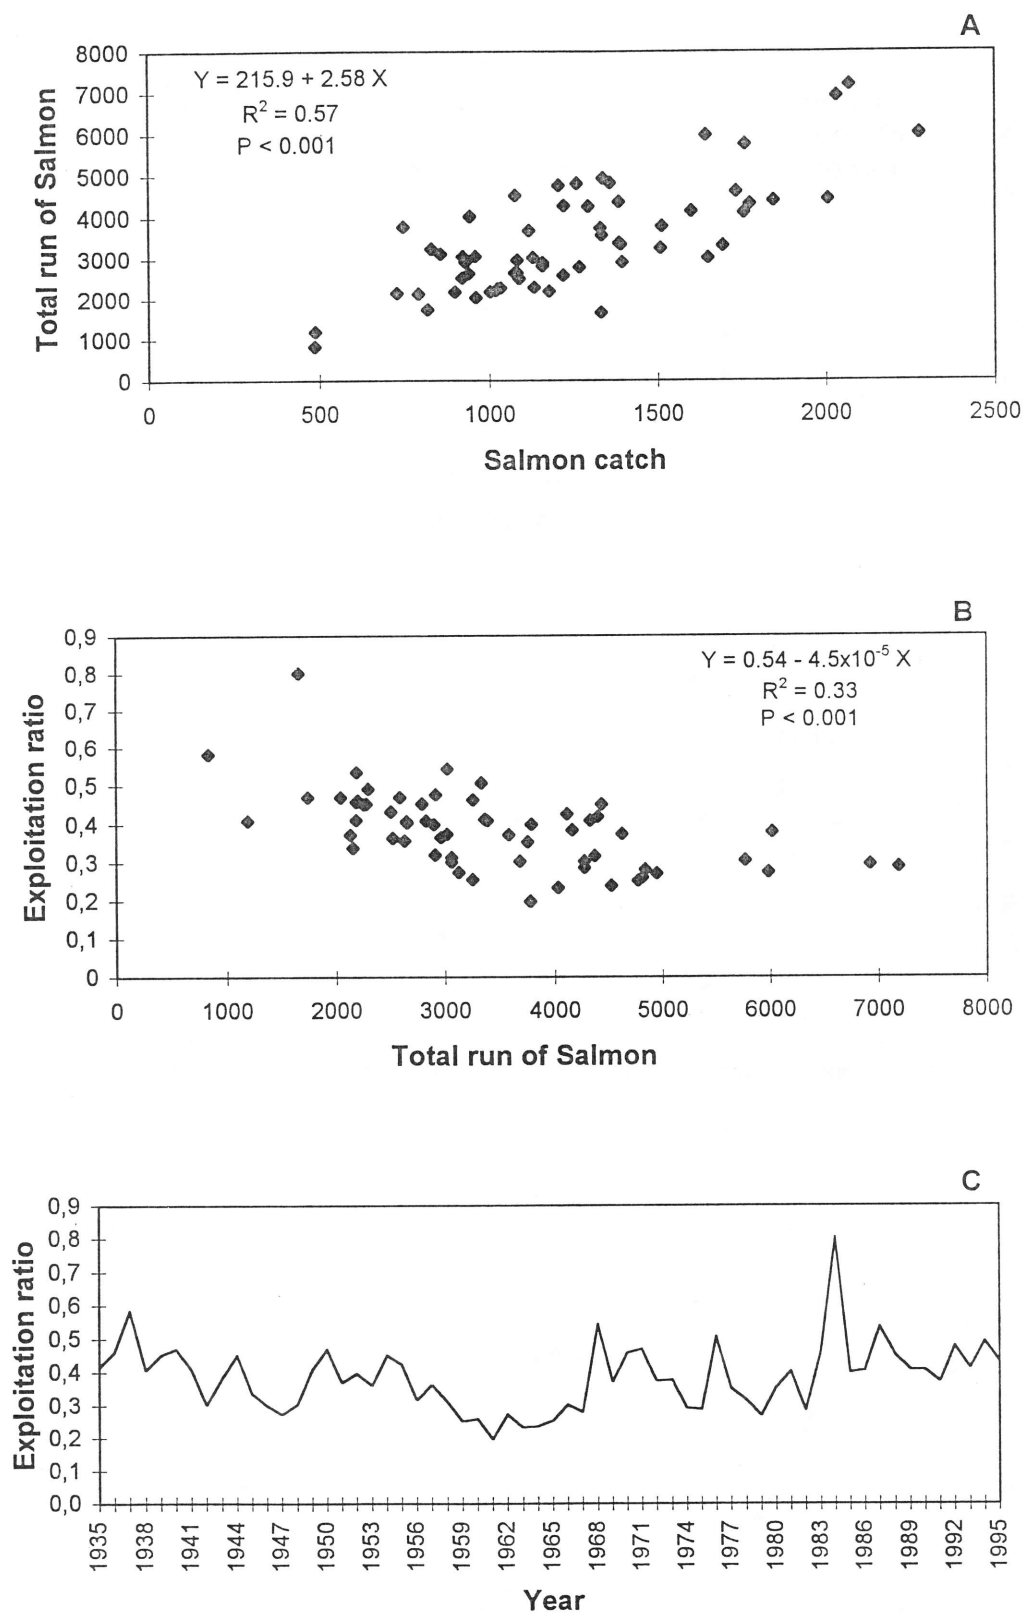 A
8000
7000
6000
5000
4000
3000
2000
1000
0
Total run of Salmon
Y = 215.9 + 2.58 X
R² = 0.57
P < 0.001
0 500 1000 1500 2000 2500
Salmon catch
B
0,9
0,8
0,7
0,6
0,5
0,4
0,3
0,2
0,1
0
Exploitation ratio
Y = 0.54 - 4.5x10⁻⁵ X
R² = 0.33
P < 0.001
0 1000 2000 3000 4000 5000 6000 7000 8000
Total run of Salmon
C
0,9
0,8
0,7
0,6
0,5
0,4
0,3
0,2
0,1
0,0
Exploitation ratio
1935 1938 1941 1944 1947 1950 1953 1956 1959 1962 1965 1968 1971 1974 1977 1980 1983 1986 1989 1992 1995
Year